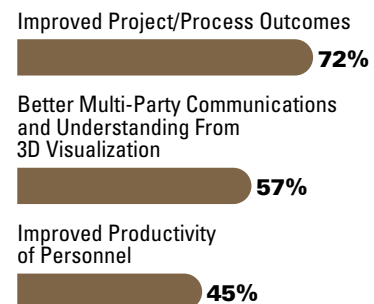 Improved Project/Process Outcomes
72%
Better Multi-Party Communications
and Understanding From
3D Visualization
57%
Improved Productivity
of Personnel
45%